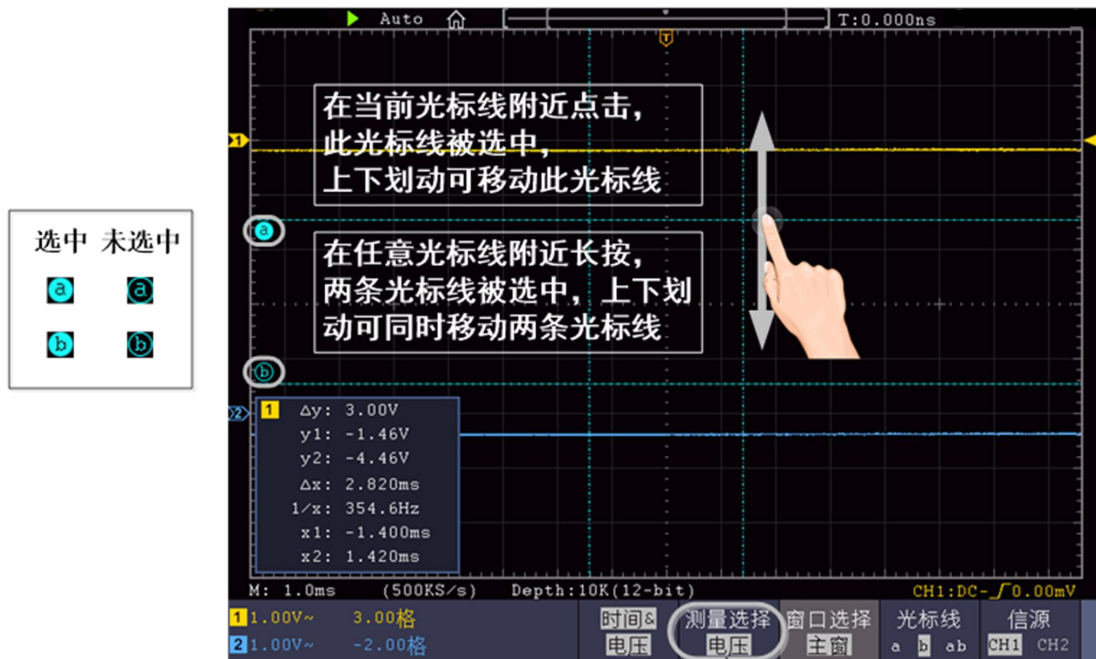 Auto
T:0.000ns
T
在当前光标线附近点击，
此光标线被选中，
上下划动可移动此光标线
1
a
在任意光标线附近长按，
两条光标线被选中，上下划
动可同时移动两条光标线
选中 未选中
a a
b b
b
2
1 Δy: 3.00V
y1: -1.46V
y2: -4.46V
Δx: 2.820ms
1/x: 354.6Hz
x1: -1.400ms
x2: 1.420ms
M: 1.0ms (500KS/s) Depth:10K(12-bit) CH1:DC-ʃ0.00mV
1 1.00V~ 3.00格
2 1.00V~ -2.00格
时间&
电压
测量选择
电压
窗口选择
主窗
光标线
a b ab
信源
CH1 CH2